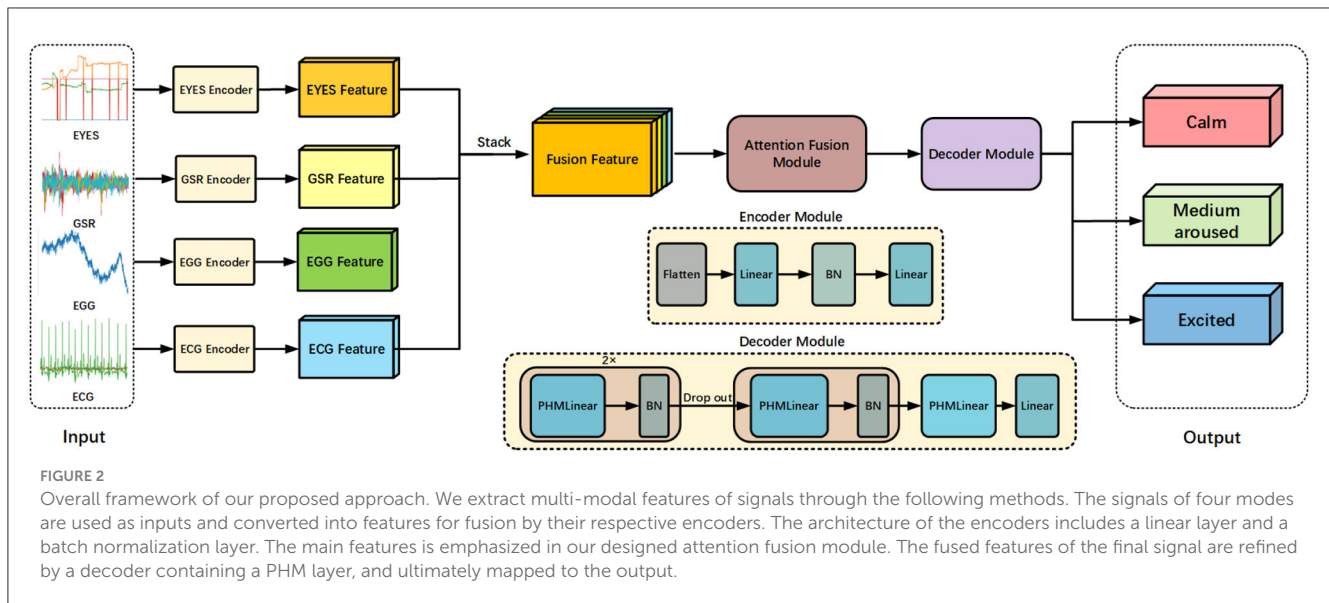 EYES
EYES Encoder
EYES Feature
GSR
GSR Encoder
GSR Feature
EGG
EGG Encoder
EGG Feature
ECG
ECG Encoder
ECG Feature
Input
Stack
Fusion Feature
Attention Fusion
Module
Decoder Module
Encoder Module
Flatten
Linear
BN
Linear
Decoder Module
2×
PHMLinear
BN
Drop out
PHMLinear
BN
PHMLinear
Linear
Calm
Medium
aroused
Excited
Output
FIGURE 2
Overall framework of our proposed approach. We extract multi-modal features of signals through the following methods. The signals of four modes
are used as inputs and converted into features for fusion by their respective encoders. The architecture of the encoders includes a linear layer and a
batch normalization layer. The main features is emphasized in our designed attention fusion module. The fused features of the final signal are refined
by a decoder containing a PHM layer, and ultimately mapped to the output.